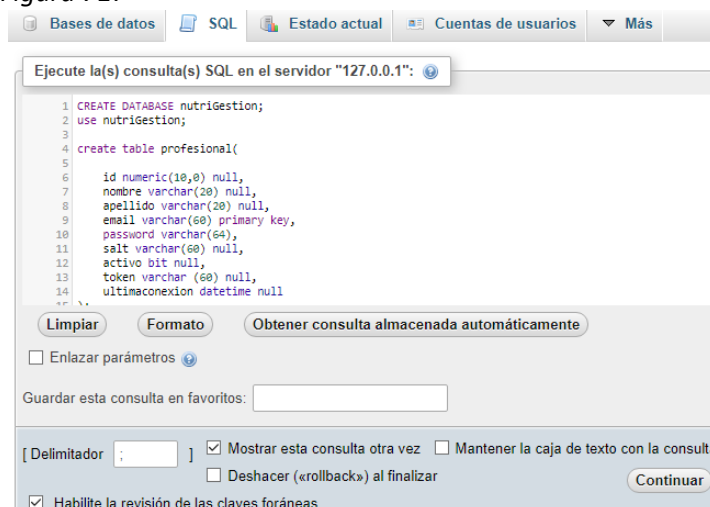 Bases de datos SQL Estado actual Cuentas de usuarios Más
Ejecute la(s) consulta(s) SQL en el servidor "127.0.0.1":
1 CREATE DATABASE nutriGestion;
2 use nutriGestion;
3
4 create table profesional(
5
6 id numeric(10,0) null,
7 nombre varchar(20) null,
8 apellido varchar(20) null,
9 email varchar(60) primary key,
10 password varchar(64),
11 salt varchar(60) null,
12 activo bit null,
13 token varchar (60) null,
14 ultimaconexion datetime null
Limpiar Formato Obtener consulta almacenada automáticamente
Enlazar parámetros
Guardar esta consulta en favoritos:
[ Delimitador ; ] Mostrar esta consulta otra vez Mantener la caja de texto con la consult
Deshacer («rollback») al finalizar
Continuar
Habilite la revisión de las claves foráneas